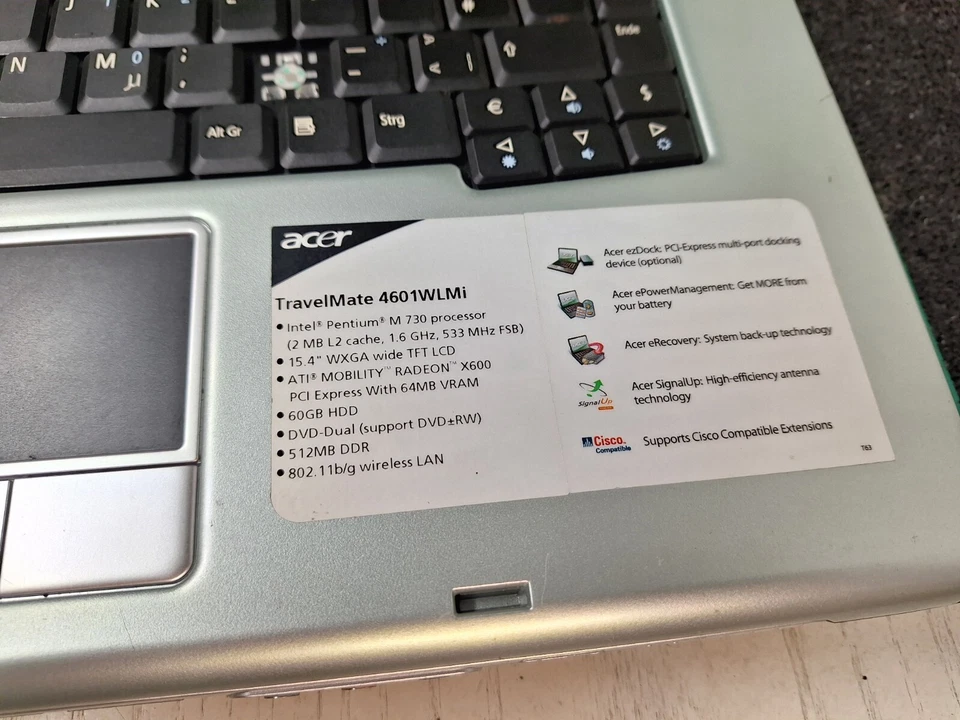 N
M 0
µ
;
Ende
Alt Gr
Strg
€
$
acer
TravelMate 4601WLMi
• Intel® Pentium® M 730 processor
(2 MB L2 cache, 1.6 GHz, 533 MHz FSB)
• 15.4" WXGA wide TFT LCD
• ATI® MOBILITY™ RADEON™ X600
PCI Express With 64MB VRAM
• 60GB HDD
• DVD-Dual (support DVD±RW)
• 512MB DDR
• 802.11b/g wireless LAN
Acer ezDock: PCI-Express multi-port docking
device (optional)
Acer ePowerManagement: Get MORE from
your battery
Acer eRecovery: System back-up technology
SignalUp
Acer SignalUp: High-efficiency antenna
technology
Cisco.
Compatible
Supports Cisco Compatible Extensions
T63